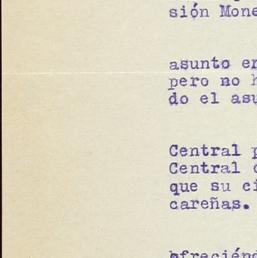 sión Mone
asunto en
pero no h
do el asu
Central p
Central d
que su ci
careñas.
ofreciénd